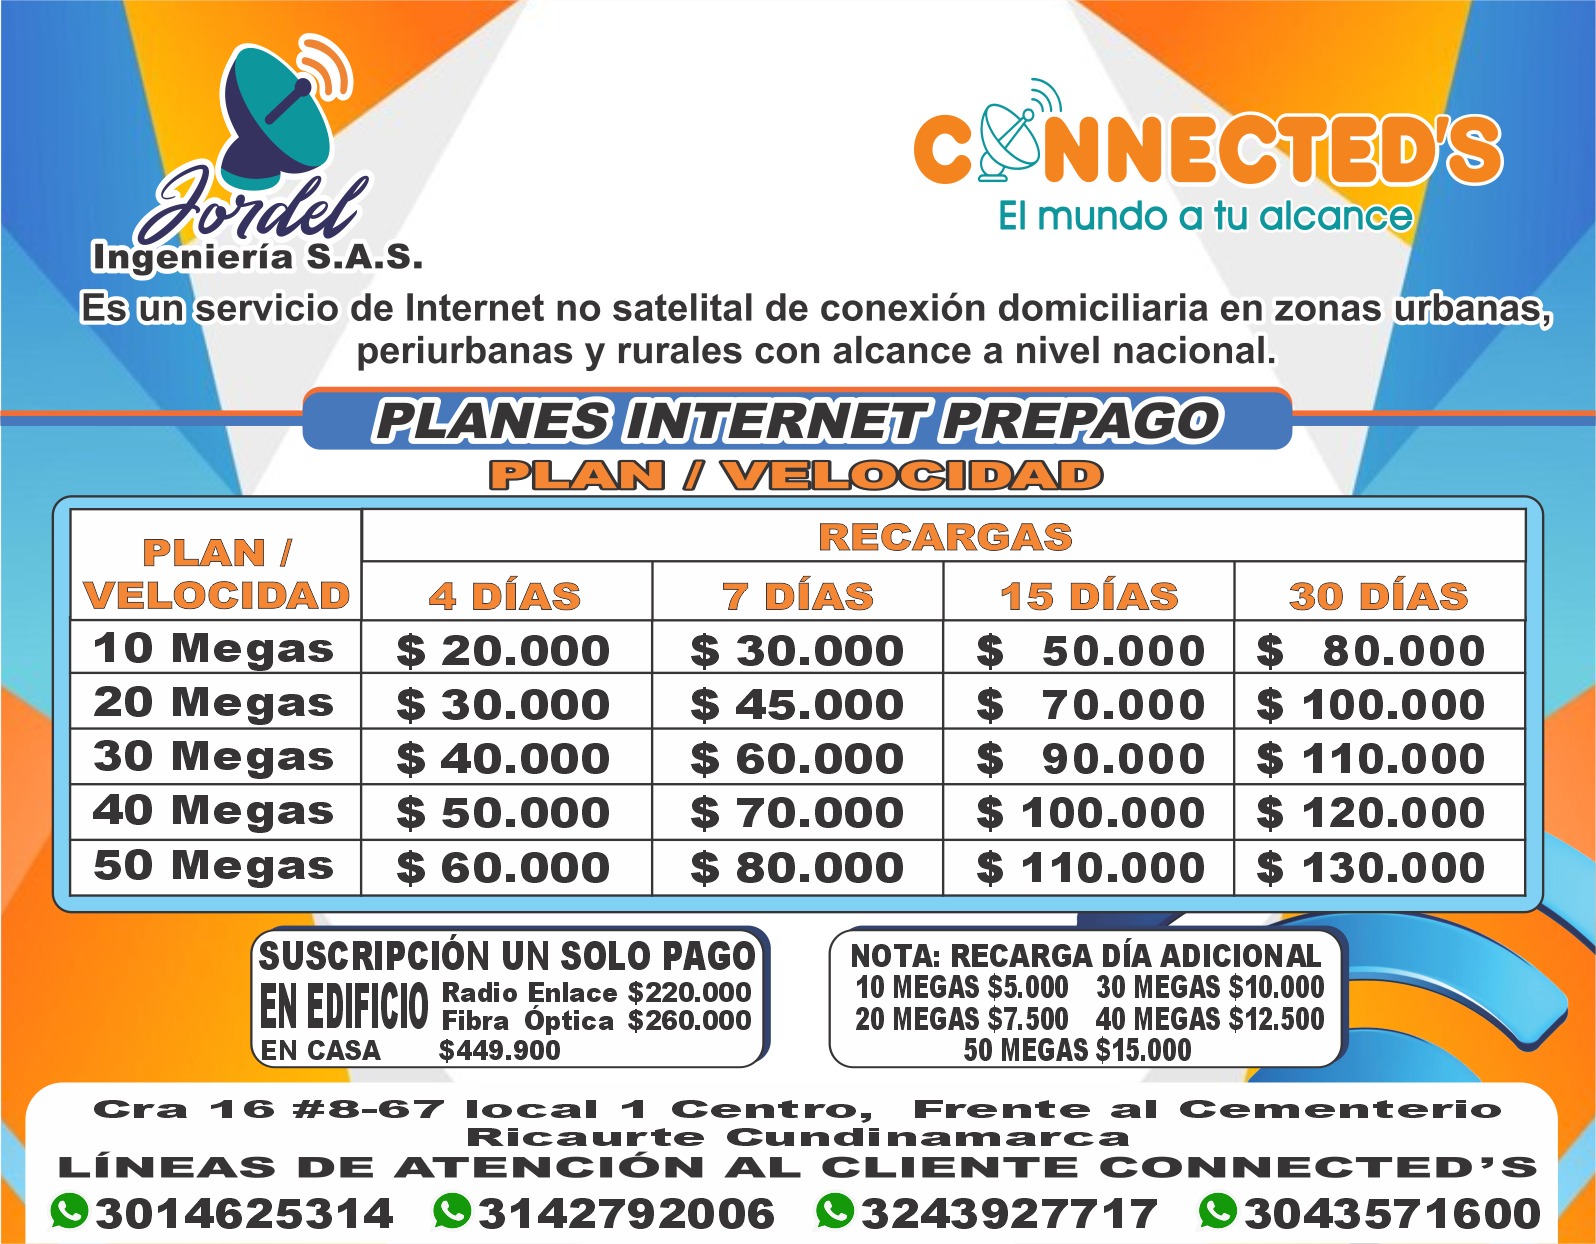 Jordel
Ingeniería S.A.S.
CONNECTED'S
El mundo a tu alcance
Es un servicio de Internet no satelital de conexión domiciliaria en zonas urbanas,
periurbanas y rurales con alcance a nivel nacional.
PLANES INTERNET PREPAGO
PLAN / VELOCIDAD
PLAN /
VELOCIDAD
RECARGAS
4 DÍAS 7 DÍAS 15 DÍAS 30 DÍAS
10 Megas $ 20.000 $ 30.000 $ 50.000 $ 80.000
20 Megas $ 30.000 $ 45.000 $ 70.000 $ 100.000
30 Megas $ 40.000 $ 60.000 $ 90.000 $ 110.000
40 Megas $ 50.000 $ 70.000 $ 100.000 $ 120.000
50 Megas $ 60.000 $ 80.000 $ 110.000 $ 130.000
SUSCRIPCIÓN UN SOLO PAGO
EN EDIFICIO
Radio Enlace $220.000
Fibra Óptica $260.000
EN CASA $449.900
NOTA: RECARGA DÍA ADICIONAL
10 MEGAS $5.000 30 MEGAS $10.000
20 MEGAS $7.500 40 MEGAS $12.500
50 MEGAS $15.000
Cra 16 #8-67 local 1 Centro, Frente al Cementerio
Ricaurte Cundinamarca
LÍNEAS DE ATENCIÓN AL CLIENTE CONNECTED'S
3014625314 3142792006 3243927717 3043571600